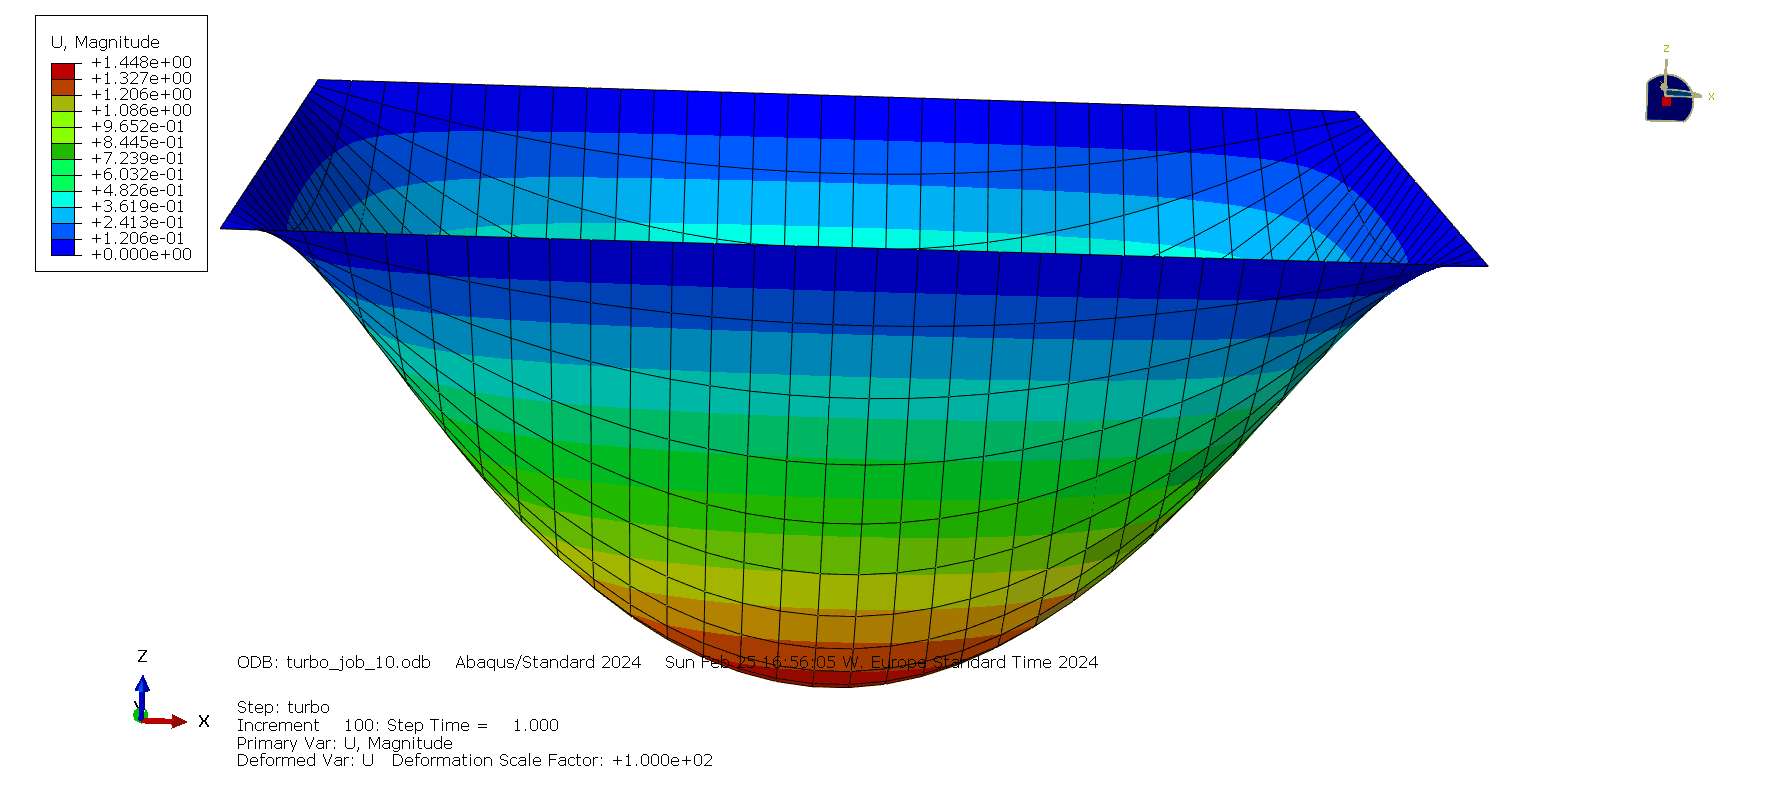 U, Magnitude
+1.448e+00
+1.327e+00
+1.206e+00
+1.086e+00
+9.652e-01
+8.445e-01
+7.239e-01
+6.032e-01
+4.826e-01
+3.619e-01
+2.413e-01
+1.206e-01
+0.000e+00
z
x
Z
X
ODB: turbo_job_10.odb Abaqus/Standard 2024 Sun Feb 25 16:56:05 W. Europe Standard Time 2024
Step: turbo
Increment 100: Step Time = 1.000
Primary Var: U, Magnitude
Deformed Var: U Deformation Scale Factor: +1.000e+02